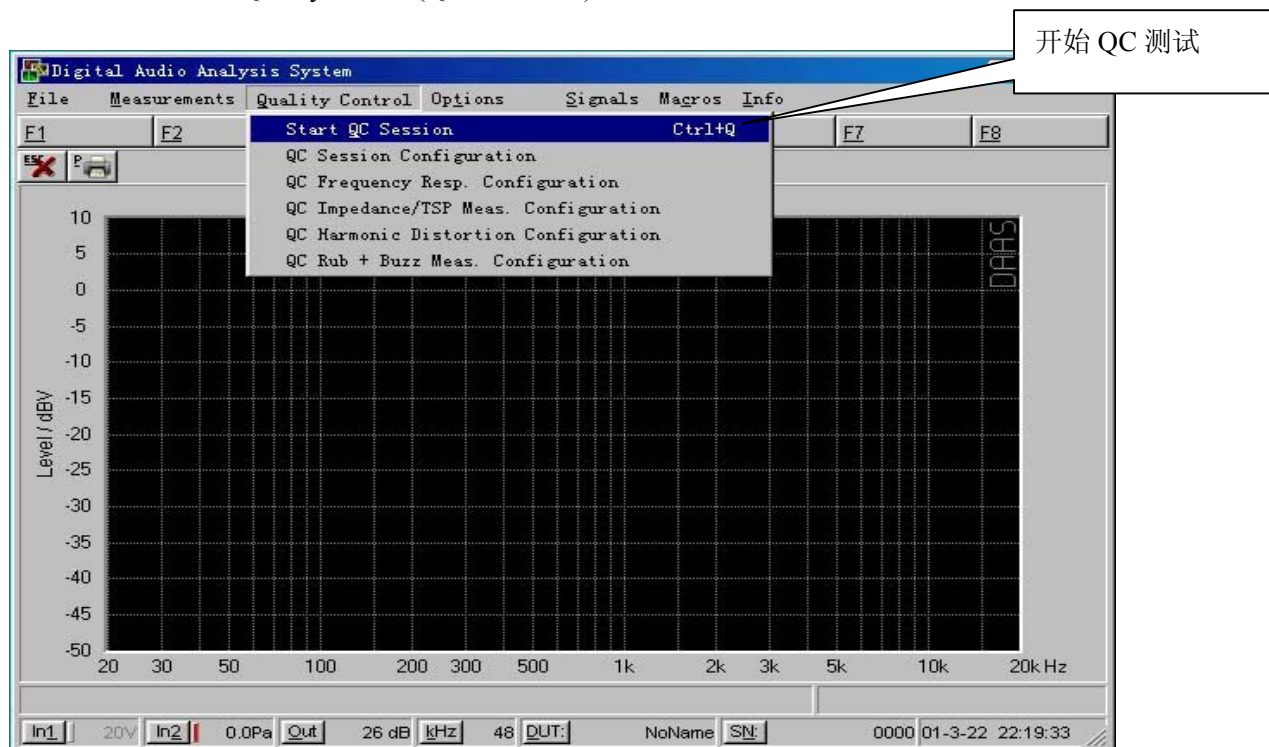 开始 QC 测试
Digital Audio Analysis System
File Measurements Quality Control Options Signals Macros Info
F1 F2 F7 F8
Start QC Session Ctrl+Q
QC Session Configuration
QC Frequency Resp. Configuration
QC Impedance/TSP Meas. Configuration
QC Harmonic Distortion Configuration
QC Rub + Buzz Meas. Configuration
ESC P
DAAS
Level / dBV
10
5
0
-5
-10
-15
-20
-25
-30
-35
-40
-45
-50
20 30 50 100 200 300 500 1k 2k 3k 5k 10k 20k Hz
In1 20V In2 0.0Pa Out 26 dB kHz 48 DUT: NoName SN: 0000 01-3-22 22:19:33